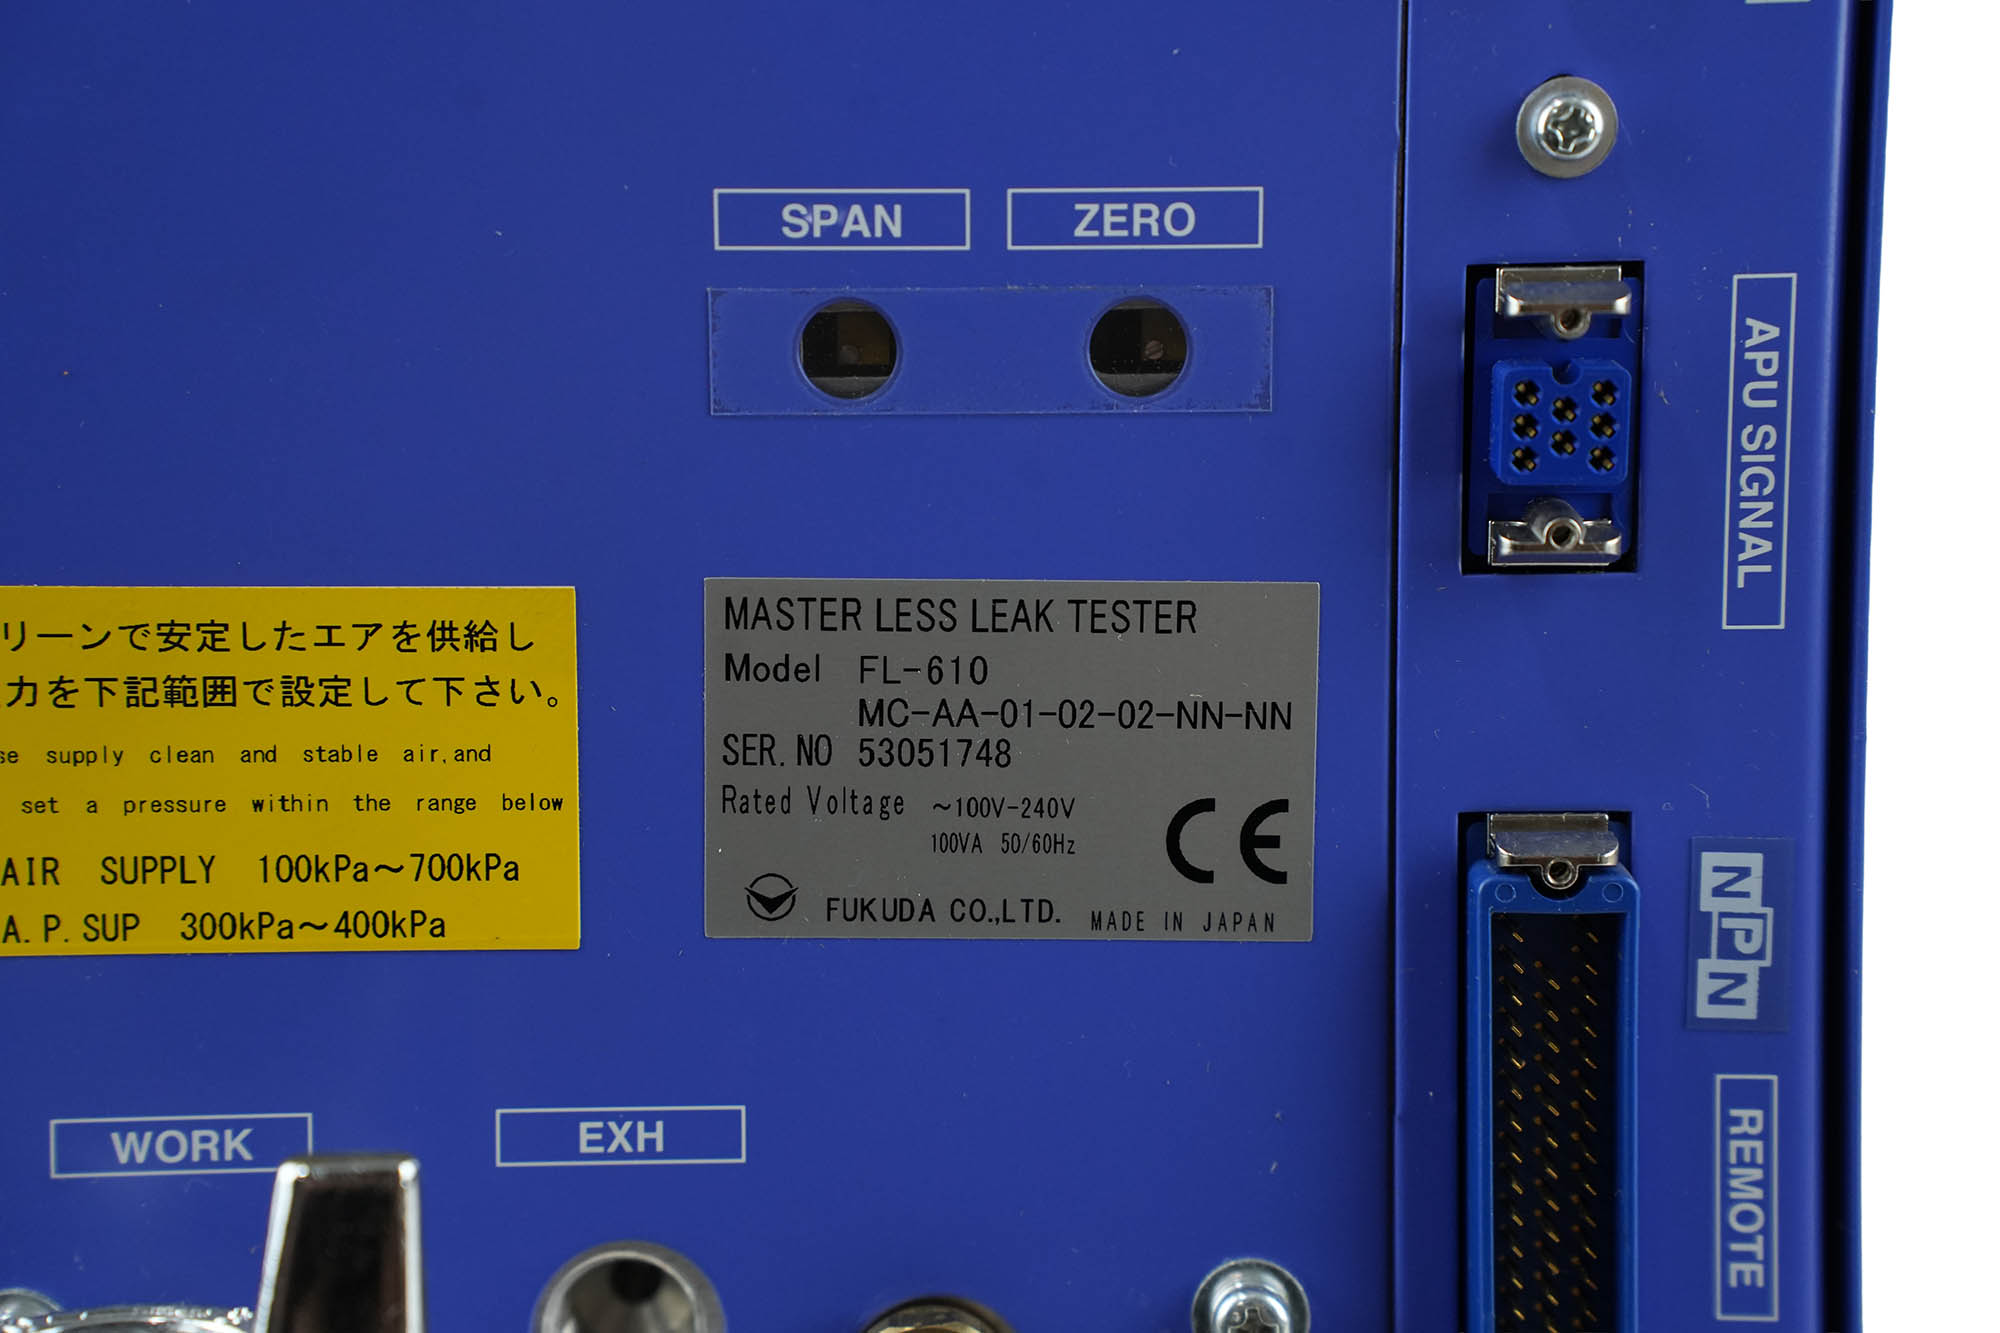 SPAN
ZERO
APU SIGNAL
リーンで安定したエアを供給し
力を下記範囲で設定して下さい。
se supply clean and stable air,and
set a pressure within the range below
AIR SUPPLY 100kPa～700kPa
A.P.SUP 300kPa～400kPa
MASTER LESS LEAK TESTER
Model FL-610
MC-AA-01-02-02-NN-NN
SER.NO 53051748
Rated Voltage ～100V-240V
100VA 50/60Hz
CE
FUKUDA CO.,LTD. MADE IN JAPAN
NPN
REMOTE
WORK
EXH